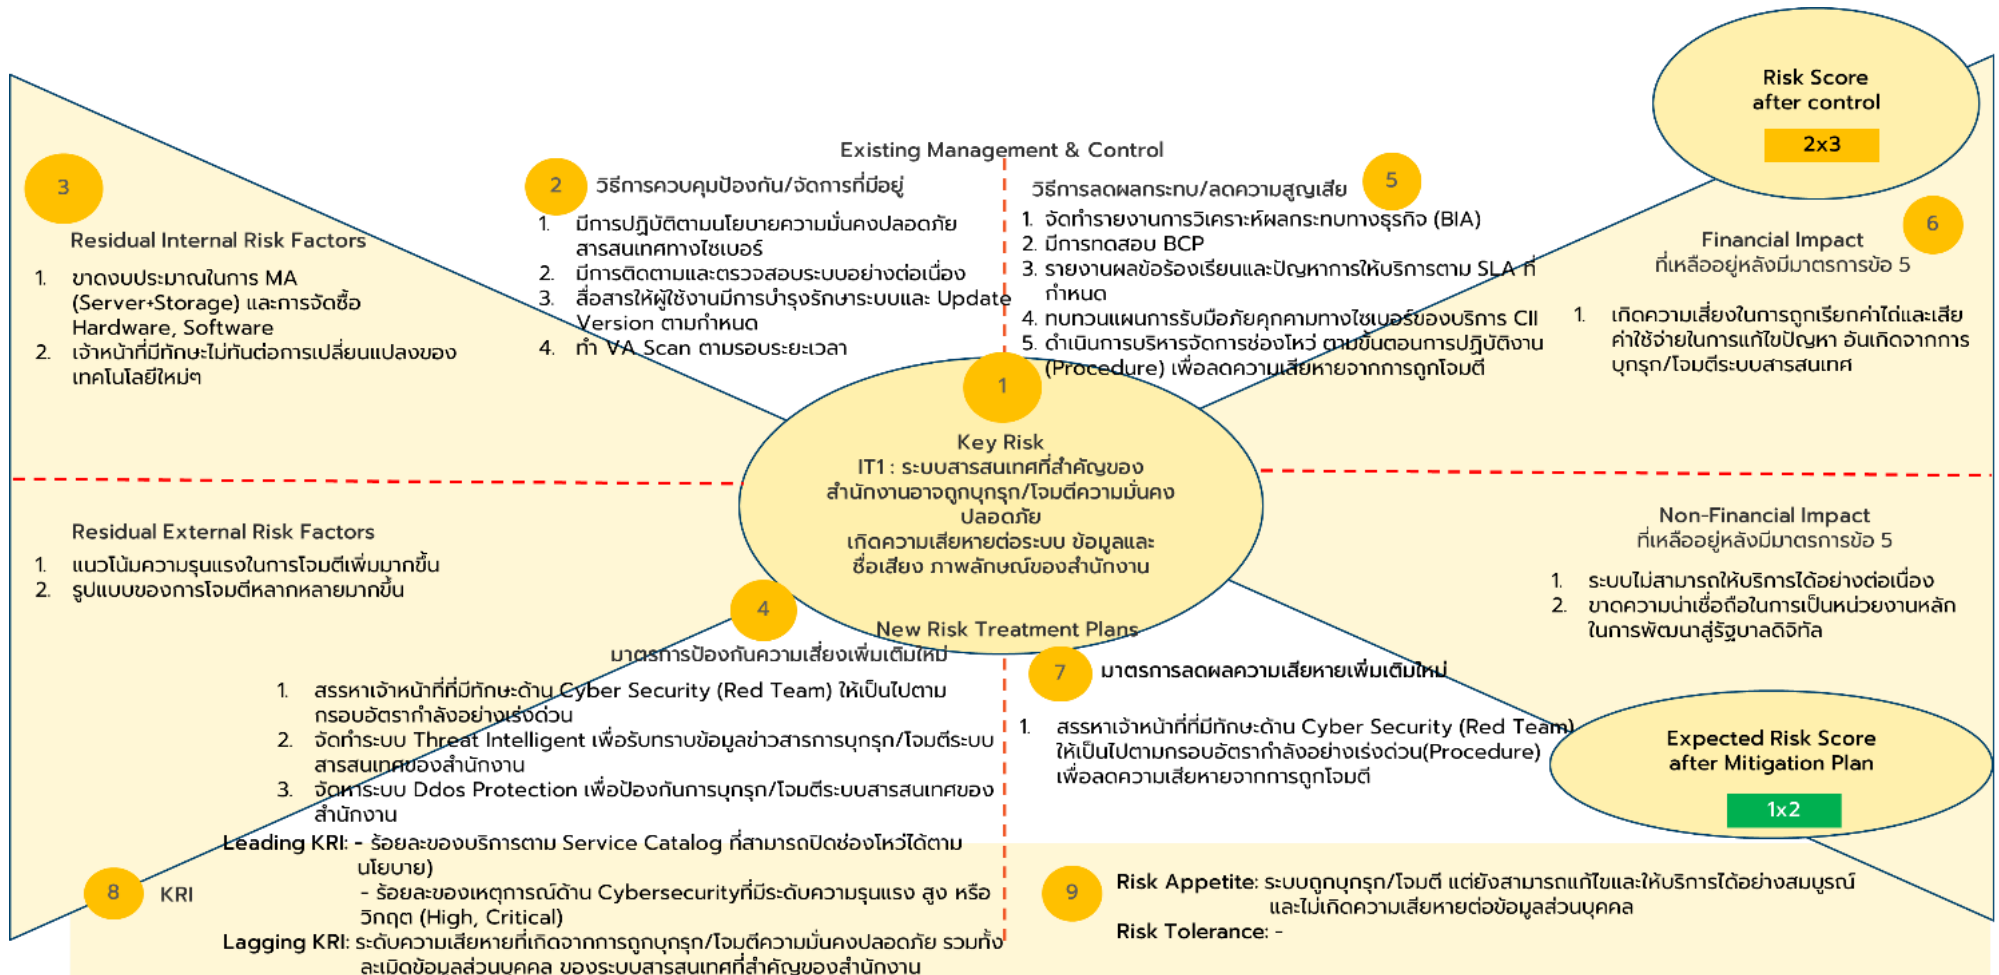 Risk Score
after control
2x3
Existing Management & Control
3
Residual Internal Risk Factors
1. ขาดงบประมาณในการ MA
(Server+Storage) และการจัดซื้อ
Hardware, Software
2. เจ้าหน้าที่มีทักษะไม่ทันต่อการเปลี่ยนแปลงของ
เทคโนโลยีใหม่ๆ
2
วิธีการควบคุมป้องกัน/จัดการที่มีอยู่
1. มีการปฏิบัติตามนโยบายความมั่นคงปลอดภัย
สารสนเทศทางไซเบอร์
2. มีการติดตามและตรวจสอบระบบอย่างต่อเนื่อง
3. สื่อสารให้ผู้ใช้งานมีการบำรุงรักษาระบบและ Update
Version ตามกำหนด
4. ทำ VA Scan ตามรอบระยะเวลา
วิธีการลดผลกระทบ/ลดความสูญเสีย
5
1. จัดทำรายงานการวิเคราะห์ผลกระทบทางธุรกิจ (BIA)
2. มีการทดสอบ BCP
3. รายงานผลข้อร้องเรียนและปัญหาการให้บริการตาม SLA ที่
กำหนด
4. ทบทวนแผนการรับมือภัยคุกคามทางไซเบอร์ของบริการ CII
5. ดำเนินการบริหารจัดการช่องโหว่ ตามขั้นตอนการปฏิบัติงาน
(Procedure) เพื่อลดความเสียหายจากการถูกโจมตี
6
Financial Impact
ที่เหลืออยู่หลังมีมาตรการข้อ 5
1. เกิดความเสี่ยงในการถูกเรียกค่าไถ่และเสีย
ค่าใช้จ่ายในการแก้ไขปัญหา อันเกิดจากการ
บุกรุก/โจมตีระบบสารสนเทศ
1
Key Risk
IT1 : ระบบสารสนเทศที่สำคัญของ
สำนักงานอาจถูกบุกรุก/โจมตีความมั่นคง
ปลอดภัย
เกิดความเสียหายต่อระบบ ข้อมูลและ
ชื่อเสียง ภาพลักษณ์ของสำนักงาน
Residual External Risk Factors
1. แนวโน้มความรุนแรงในการโจมตีเพิ่มมากขึ้น
2. รูปแบบของการโจมตีหลากหลายมากขึ้น
Non-Financial Impact
ที่เหลืออยู่หลังมีมาตรการข้อ 5
1. ระบบไม่สามารถให้บริการได้อย่างต่อเนื่อง
2. ขาดความน่าเชื่อถือในการเป็นหน่วยงานหลัก
ในการพัฒนาสู่รัฐบาลดิจิทัล
New Risk Treatment Plans
4
มาตรการป้องกันความเสี่ยงเพิ่มเติมใหม่
1. สรรหาเจ้าหน้าที่ที่มีทักษะด้าน Cyber Security (Red Team) ให้เป็นไปตาม
กรอบอัตรากำลังอย่างเร่งด่วน
2. จัดทำระบบ Threat Intelligent เพื่อรับทราบข้อมูลข่าวสารการบุกรุก/โจมตีระบบ
สารสนเทศของสำนักงาน
3. จัดหาระบบ Ddos Protection เพื่อป้องกันการบุกรุก/โจมตีระบบสารสนเทศของ
สำนักงาน
7
มาตรการลดผลความเสียหายเพิ่มเติมใหม่
1. สรรหาเจ้าหน้าที่ที่มีทักษะด้าน Cyber Security (Red Team)
ให้เป็นไปตามกรอบอัตรากำลังอย่างเร่งด่วน(Procedure)
เพื่อลดความเสียหายจากการถูกโจมตี
Expected Risk Score
after Mitigation Plan
1x2
8
KRI
Leading KRI: - ร้อยละของบริการตาม Service Catalog ที่สามารถปิดช่องโหว่ได้ตาม
นโยบาย)
- ร้อยละของเหตุการณ์ด้าน Cybersecurityที่มีระดับความรุนแรง สูง หรือ
วิกฤต (High, Critical)
Lagging KRI: ระดับความเสียหายที่เกิดจากการถูกบุกรุก/โจมตีความมั่นคงปลอดภัย รวมทั้ง
ละเมิดข้อมูลส่วนบุคคล ของระบบสารสนเทศที่สำคัญของสำนักงาน
9
Risk Appetite: ระบบถูกบุกรุก/โจมตี แต่ยังสามารถแก้ไขและให้บริการได้อย่างสมบูรณ์
และไม่เกิดความเสียหายต่อข้อมูลส่วนบุคคล
Risk Tolerance: -